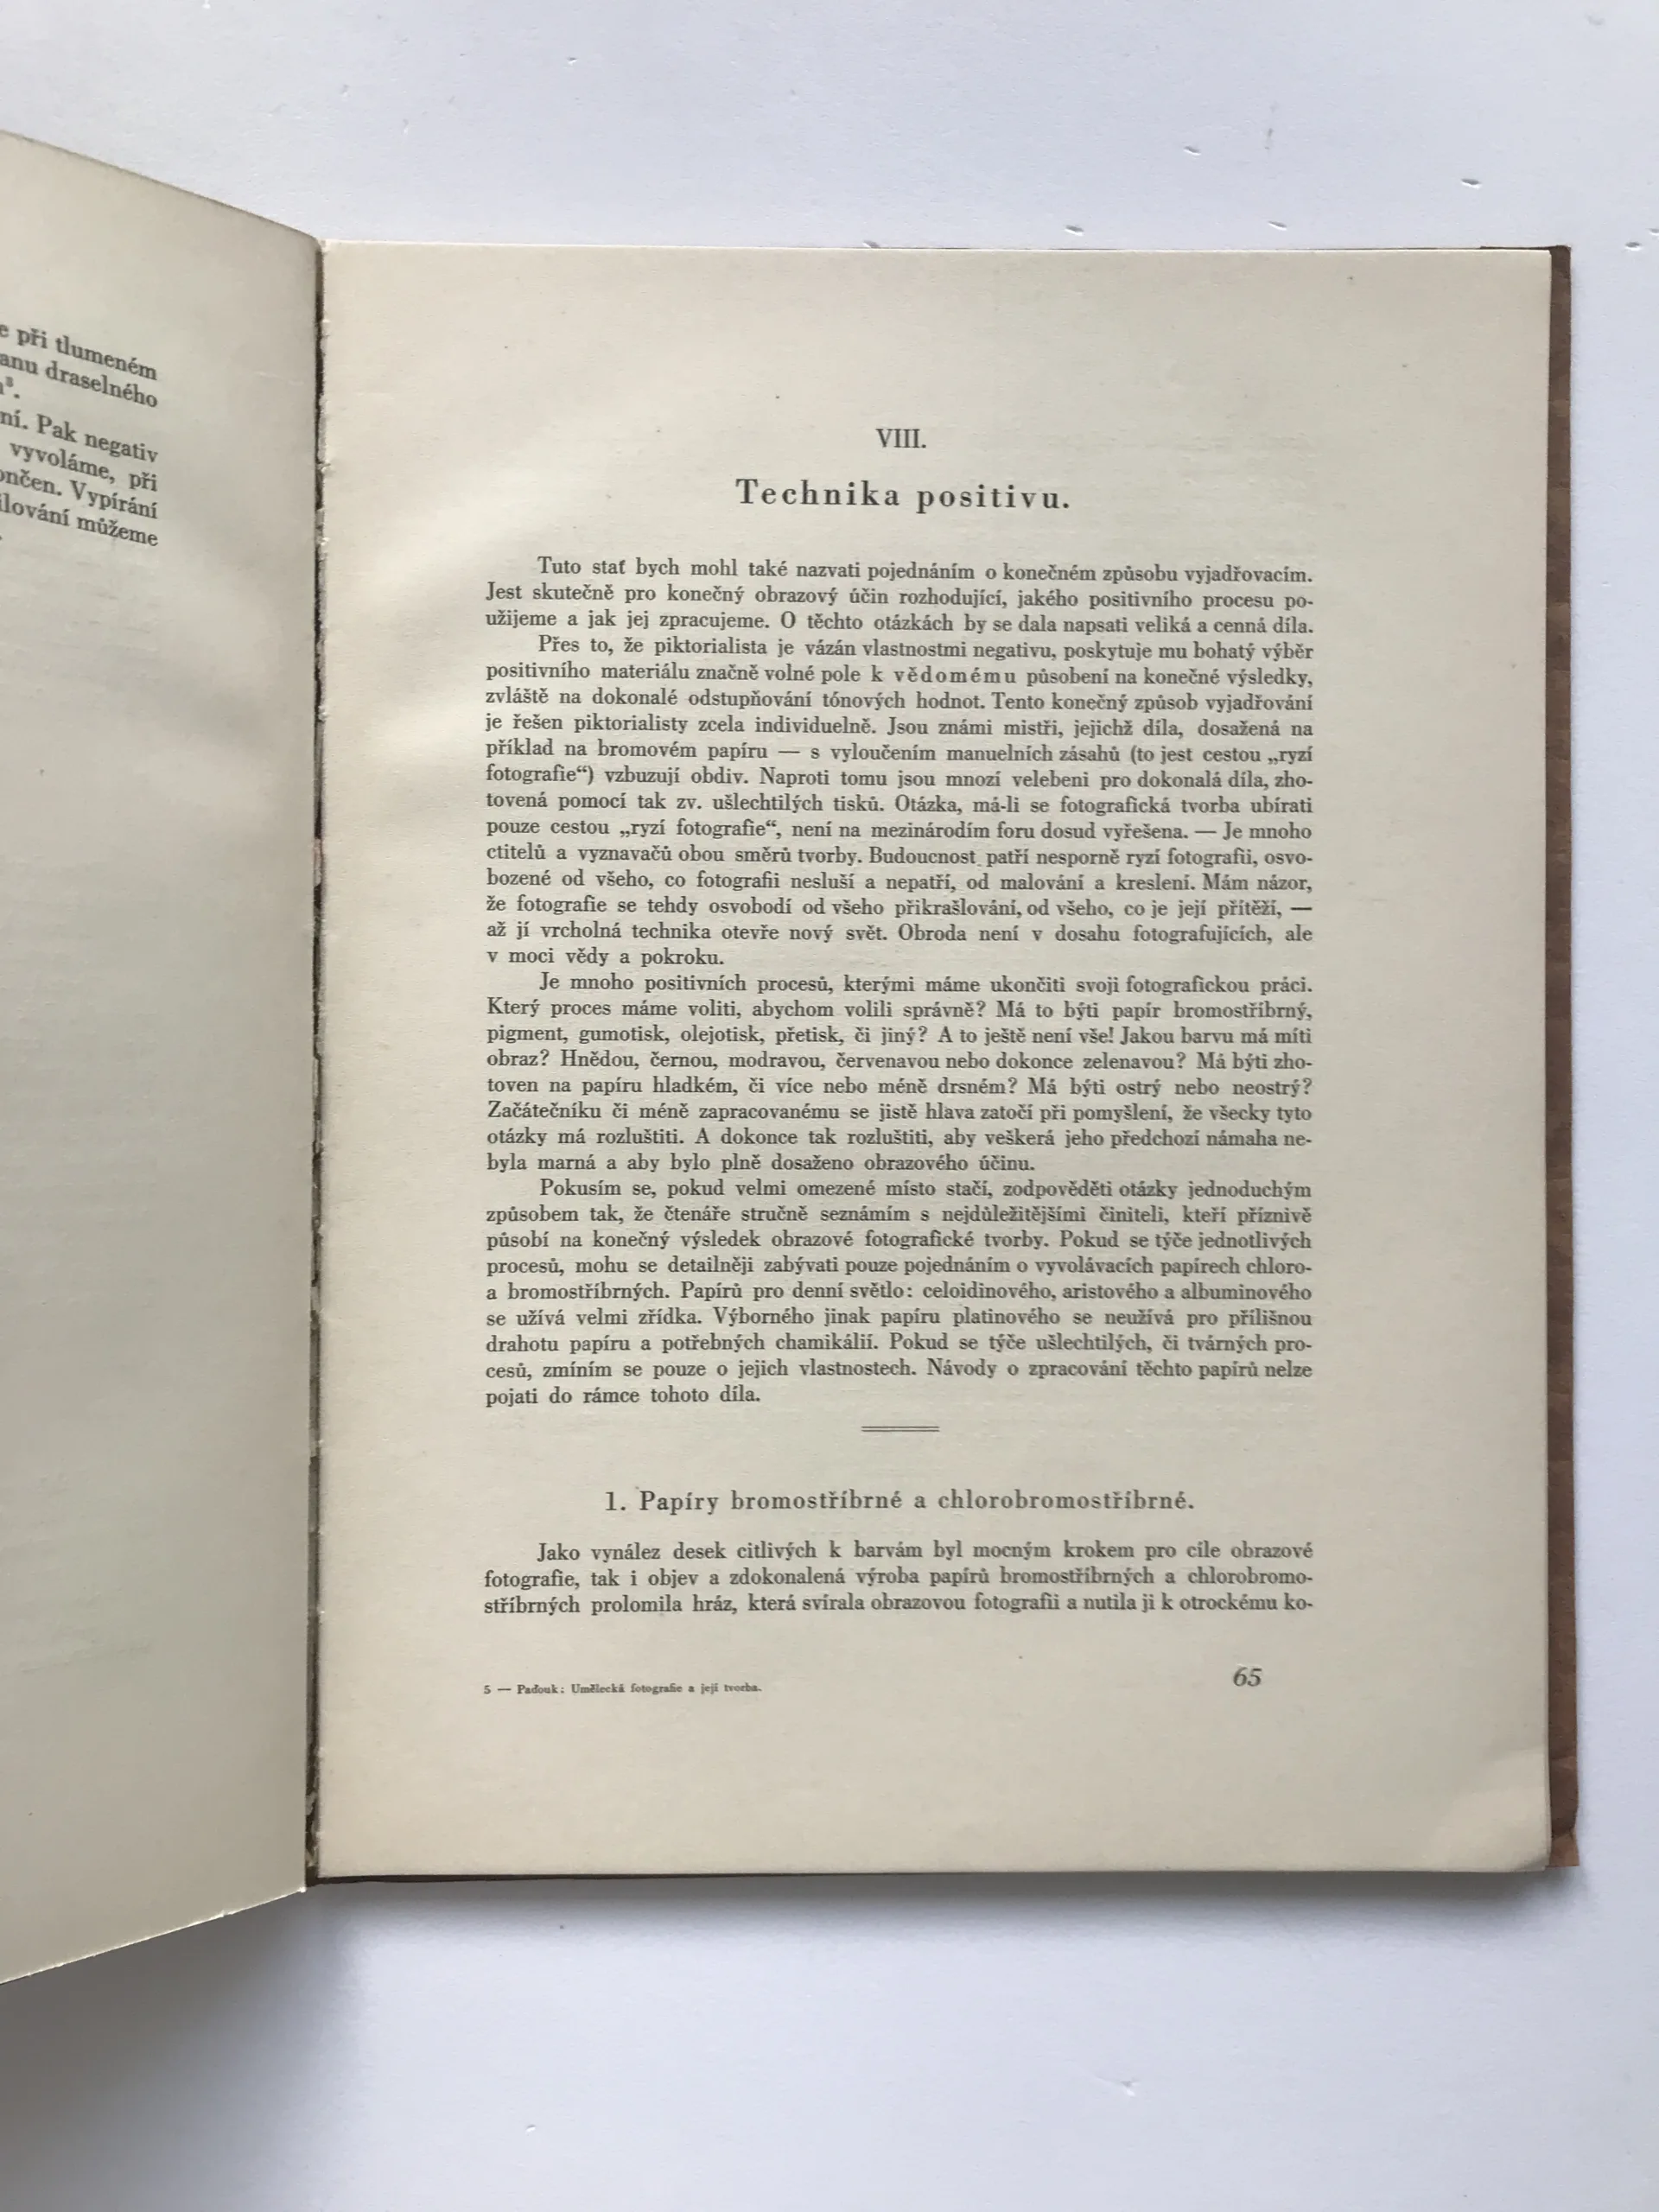 e při tlumeném
anu draselného
ní. Pak negativ
vyvoláme, při
ončen. Vypírání
ilování můžeme
VIII.
Technika positivu.
Tuto stať bych mohl také nazvati pojednáním o konečném způsobu vyjadřovacím.
Jest skutečně pro konečný obrazový účin rozhodující, jakého positivního procesu po-
užijeme a jak jej zpracujeme. O těchto otázkách by se dala napsati veliká a cenná díla.
Přes to, že piktorialista je vázán vlastnostmi negativu, poskytuje mu bohatý výběr
positivního materiálu značně volné pole k vědomému působení na konečné výsledky,
zvláště na dokonalé odstupňování tónových hodnot. Tento konečný způsob vyjadřování
je řešen piktorialisty zcela individuelně. Jsou známi mistři, jejichž díla, dosažená na
příklad na bromovém papíru — s vyloučením manuelních zásahů (to jest cestou „ryzí
fotografie“) vzbuzují obdiv. Naproti tomu jsou mnozí velebeni pro dokonalá díla, zho-
tovená pomocí tak zv. ušlechtilých tisků. Otázka, má-li se fotografická tvorba ubírati
pouze cestou „ryzí fotografie“, není na mezinárodím foru dosud vyřešena. — Je mnoho
ctitelů a vyznavačů obou směrů tvorby. Budoucnost patří nesporně ryzí fotografii, osvo-
bozené od všeho, co fotografii nesluší a nepatří, od malování a kreslení. Mám názor,
že fotografie se tehdy osvobodí od všeho přikrašlování, od všeho, co je její přítěží, —
až jí vrcholná technika otevře nový svět. Obroda není v dosahu fotografujících, ale
v moci vědy a pokroku.
Je mnoho positivních procesů, kterými máme ukončiti svoji fotografickou práci.
Který proces máme voliti, abychom volili správně? Má to býti papír bromostříbrný,
pigment, gumotisk, olejotisk, přetisk, či jiný? A to ještě není vše! Jakou barvu má míti
obraz? Hnědou, černou, modravou, červenavou nebo dokonce zelenavou? Má býti zho-
toven na papíru hladkém, či více nebo méně drsném? Má býti ostrý nebo neostrý?
Začátečníku či méně zapracovanému se jistě hlava zatočí při pomyšlení, že všecky tyto
otázky má rozluštiti. A dokonce tak rozluštiti, aby veškerá jeho předchozí námaha ne-
byla marná a aby bylo plně dosaženo obrazového účinu.
Pokusím se, pokud velmi omezené místo stačí, zodpověděti otázky jednoduchým
způsobem tak, že čtenáře stručně seznámím s nejdůležitějšími činiteli, kteří příznivě
působí na konečný výsledek obrazové fotografické tvorby. Pokud se týče jednotlivých
procesů, mohu se detailněji zabývati pouze pojednáním o vyvolávacích papírech chloro-
a bromostříbrných. Papírů pro denní světlo: celoidinového, aristového a albuminového
se užívá velmi zřídka. Výborného jinak papíru platinového se neužívá pro přílišnou
drahotu papíru a potřebných chamikálií. Pokud se týče ušlechtilých, či tvárných pro-
cesů, zmíním se pouze o jejich vlastnostech. Návody o zpracování těchto papírů nelze
pojati do rámce tohoto díla.
1. Papíry bromostříbrné a chlorobromostříbrné.
Jako vynález desek citlivých k barvám byl mocným krokem pro cíle obrazové
fotografie, tak i objev a zdokonalená výroba papírů bromostříbrných a chlorobromo-
stříbrných prolomila hráz, která svírala obrazovou fotografii a nutila ji k otrockému ko-
5 — Paďouk: Umělecká fotografie a její tvorba.
65